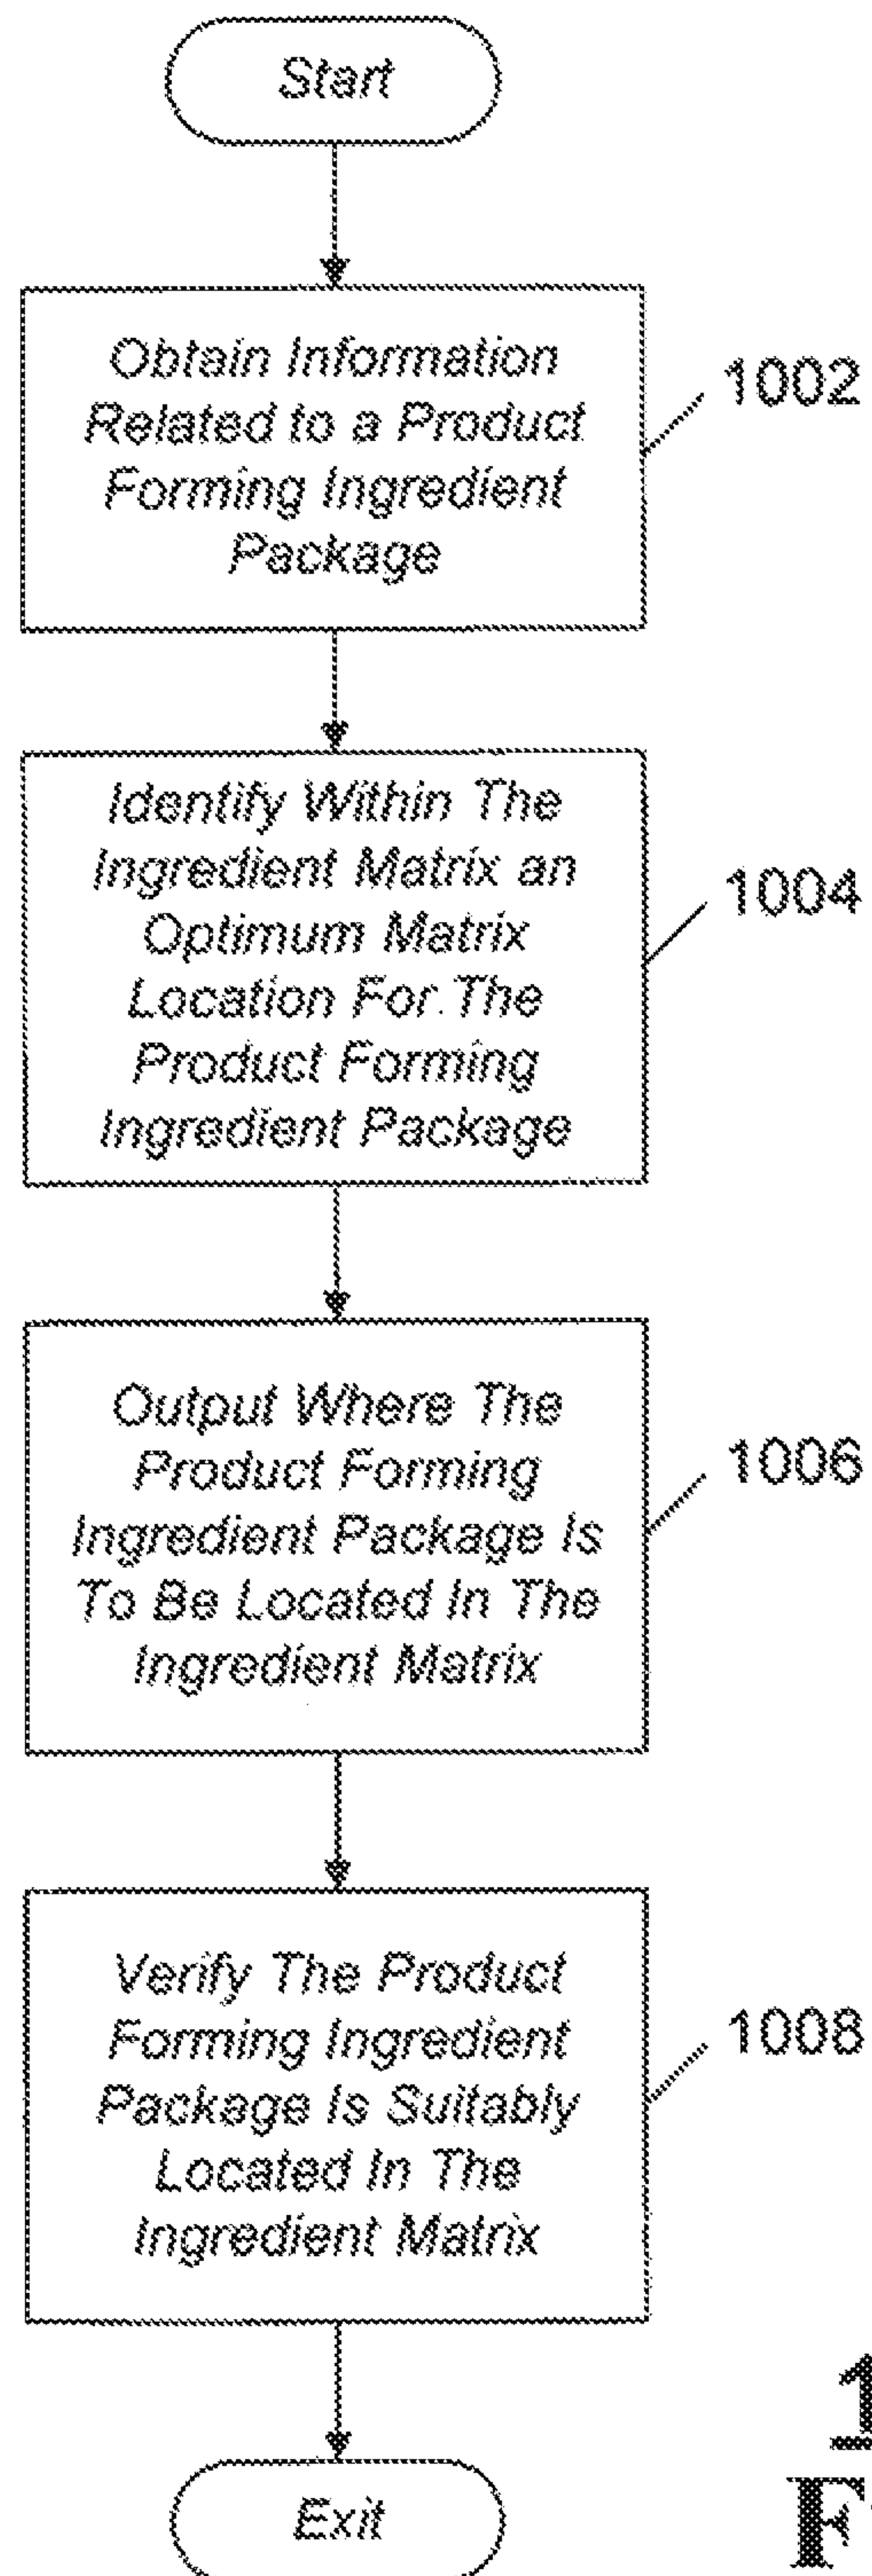 Start
Obtain Information
Related to a Product
Forming Ingredient
Package
1002
Identify Within The
Ingredient Matrix an
Optimum Matrix
Location For The
Product Forming
Ingredient Package
1004
Output Where The
Product Forming
Ingredient Package Is
To Be Located In The
Ingredient Matrix
1006
Verify The Product
Forming Ingredient
Package Is Suitably
Located In The
Ingredient Matrix
1008
Exit